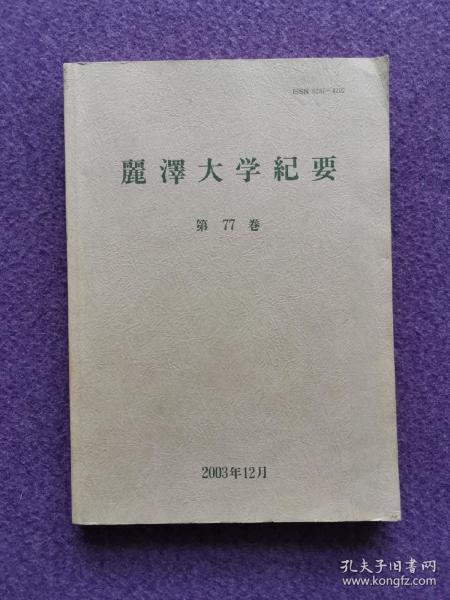 ISSN
麗澤大学紀要
第 77 巻
2003年12月
孔夫子旧书网
www.kongfz.com